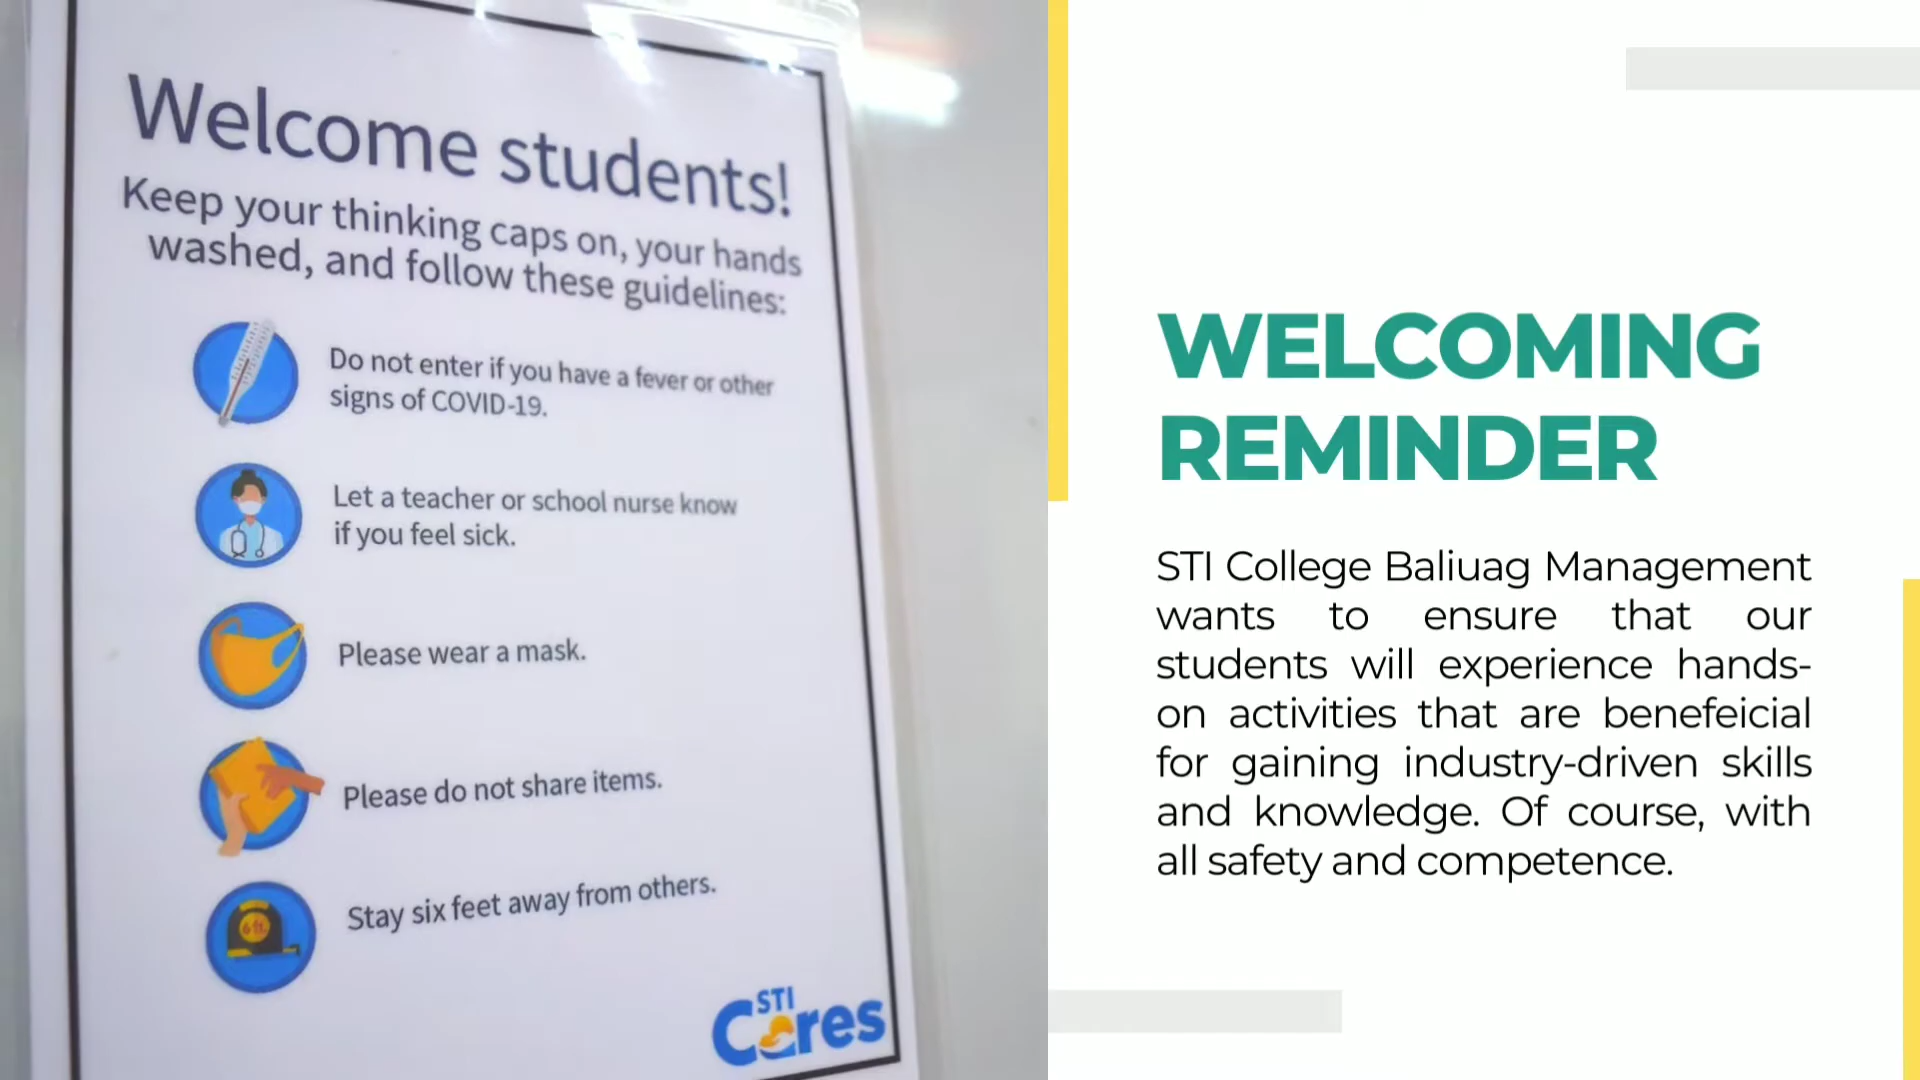 Welcome students!
Keep your thinking caps on, your hands
washed, and follow these guidelines:
Do not enter if you have a fever or other
signs of COVID-19.
Let a teacher or school nurse know
if you feel sick.
Please wear a mask.
Please do not share items.
6 ft.
Stay six feet away from others.
STI
Cares
WELCOMING
REMINDER
STI College Baliuag Management
wants to ensure that our
students will experience hands-
on activities that are benefeicial
for gaining industry-driven skills
and knowledge. Of course, with
all safety and competence.